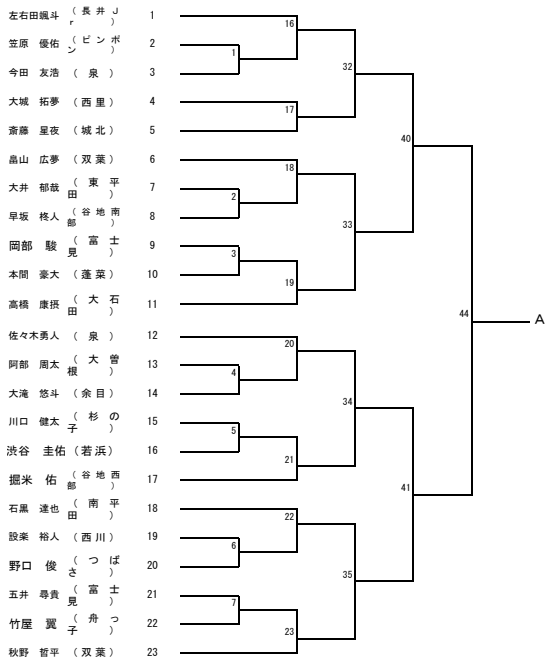 左右田颯斗 （長井Jr） 1
笠原 優佑 （ピンポン） 2
今田 友浩 （泉） 3
大城 拓夢 （西里） 4
斎藤 星夜 （城北） 5
畠山 広夢 （双葉） 6
大井 郁哉 （東平田） 7
早坂 柊人 （谷地南部） 8
岡部 駿 （富士見） 9
本間 豪大 （蓬莱） 10
高橋 康摂 （大石田） 11
佐々木勇人 （泉） 12
阿部 周太 （大曽根） 13
大滝 悠斗 （余目） 14
川口 健太 （杉の子） 15
渋谷 圭佑 （若浜） 16
掘米 佑 （谷地西部） 17
石黒 達也 （南平田） 18
設楽 裕人 （西川） 19
野口 俊 （つばさ） 20
五井 尋貴 （富士見） 21
竹屋 翼 （舟っ子） 22
秋野 哲平 （双葉） 23
1
2
3
4
5
6
7
16
17
18
19
20
21
22
23
32
33
34
35
40
41
44
A